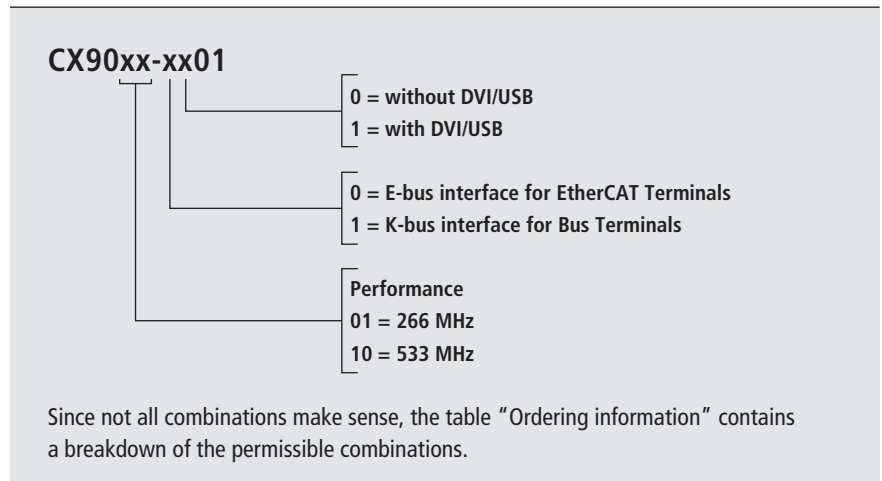 CX90xx-xx01
0 = without DVI/USB
1 = with DVI/USB
0 = E-bus interface for EtherCAT Terminals
1 = K-bus interface for Bus Terminals
Performance
01 = 266 MHz
10 = 533 MHz
Since not all combinations make sense, the table “Ordering information” contains
a breakdown of the permissible combinations.